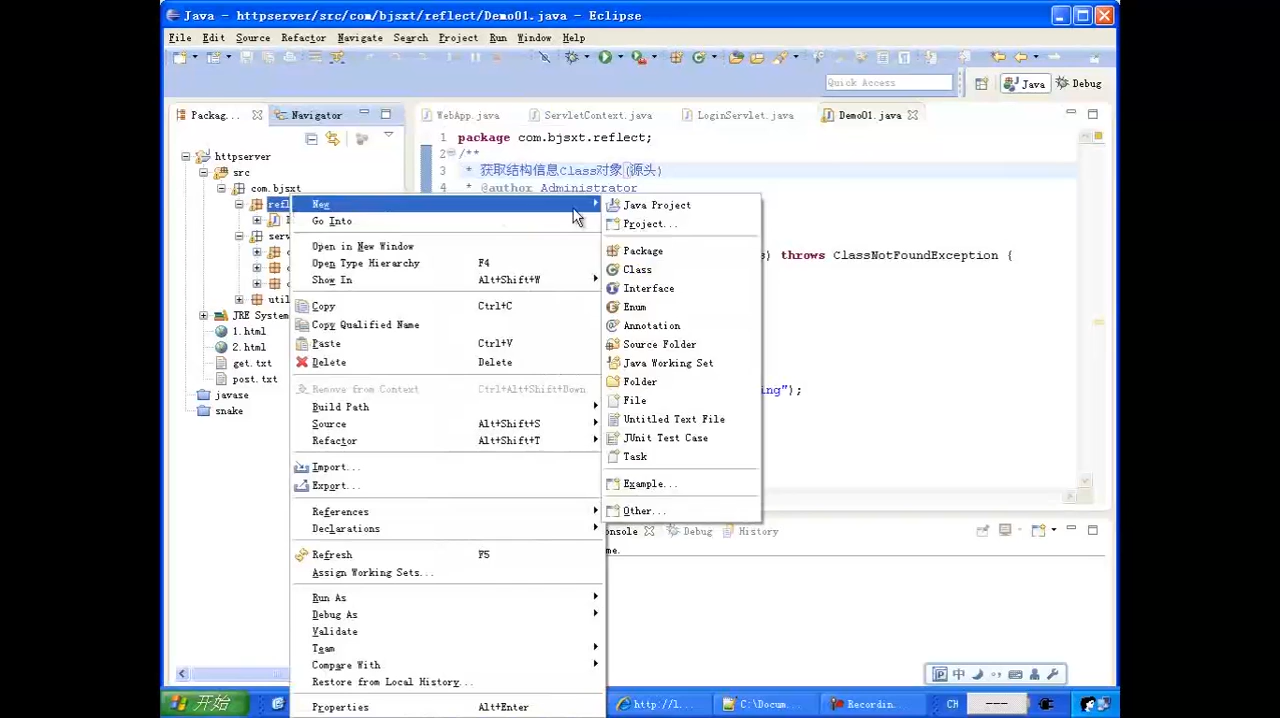 Java - httpserver/src/com/bjsxt/reflect/Demo01.java - Eclipse
File Edit Source Refactor Navigate Search Project Run Window Help
Quick Access
Java
Debug
Packag...
Navigator
WebApp.java
ServletContext.java
LoginServlet.java
Demo01.java
httpserver
src
com.bjsxt
refl
serv
util
JRE System
1.html
2.html
get.txt
post.txt
javase
snake
1 package com.bjsxt.reflect;
2 /**
3 * 获取结构信息Class对象(源头)
4 * @author Administrator
s) throws ClassNotFoundException {
ing");
New
Go Into
Open in New Window
Open Type Hierarchy F4
Show In Alt+Shift+W
Copy Ctrl+C
Copy Qualified Name
Paste Ctrl+V
Delete Delete
Remove from Context Ctrl+Alt+Shift+Down
Build Path
Source Alt+Shift+S
Refactor Alt+Shift+T
Import...
Export...
References
Declarations
Refresh F5
Assign Working Sets...
Run As
Debug As
Validate
Team
Compare With
Restore from Local History...
Properties Alt+Enter
Java Project
Project...
Package
Class
Interface
Enum
Annotation
Source Folder
Java Working Set
Folder
File
Untitled Text File
JUnit Test Case
Task
Example...
Other...
onsole
Debug
History
me.
中
开始
http://l...
C:\Docum...
Recordin...
CH